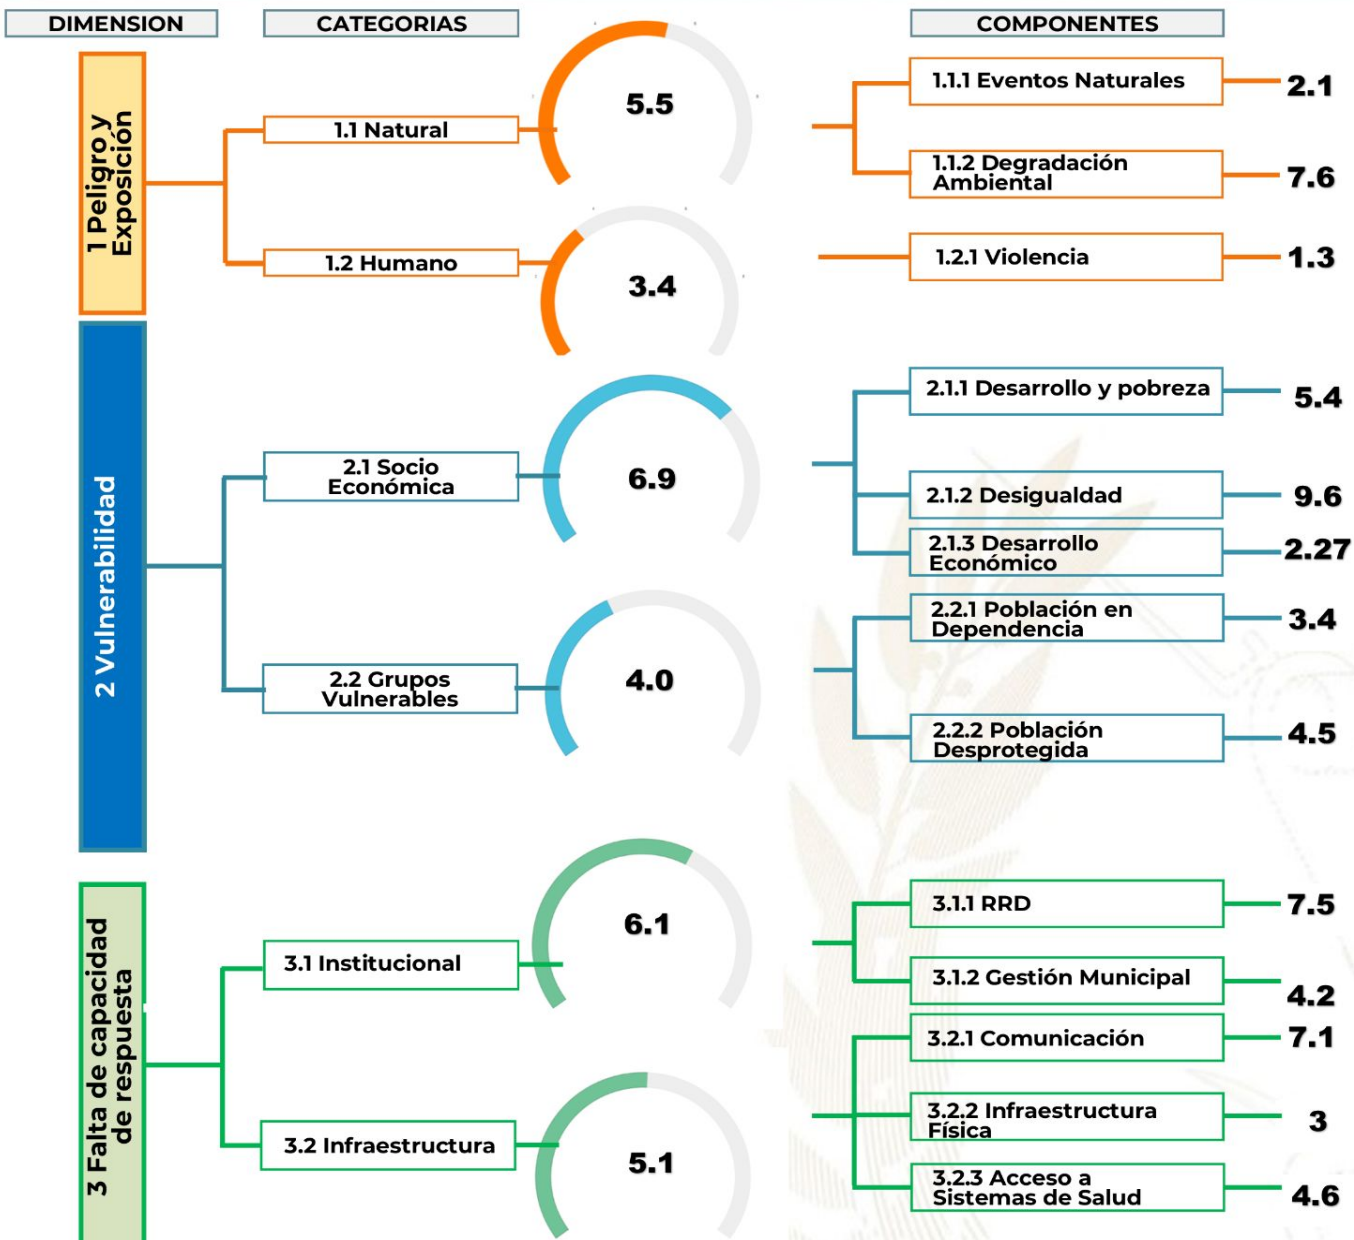 DIMENSION
CATEGORIAS
COMPONENTES
1 Peligro y
Exposición
1.1 Natural
5.5
1.1.1 Eventos Naturales
2.1
1.1.2 Degradación
Ambiental
7.6
1.2 Humano
3.4
1.2.1 Violencia
1.3
2 Vulnerabilidad
2.1 Socio
Económica
6.9
2.1.1 Desarrollo y pobreza
5.4
2.1.2 Desigualdad
9.6
2.1.3 Desarrollo
Económico
2.27
2.2 Grupos
Vulnerables
4.0
2.2.1 Población en
Dependencia
3.4
2.2.2 Población
Desprotegida
4.5
3 Falta de capacidad
de respuesta
3.1 Institucional
6.1
3.1.1 RRD
7.5
3.1.2 Gestión Municipal
4.2
3.2 Infraestructura
5.1
3.2.1 Comunicación
7.1
3.2.2 Infraestructura
Física
3
3.2.3 Acceso a
Sistemas de Salud
4.6